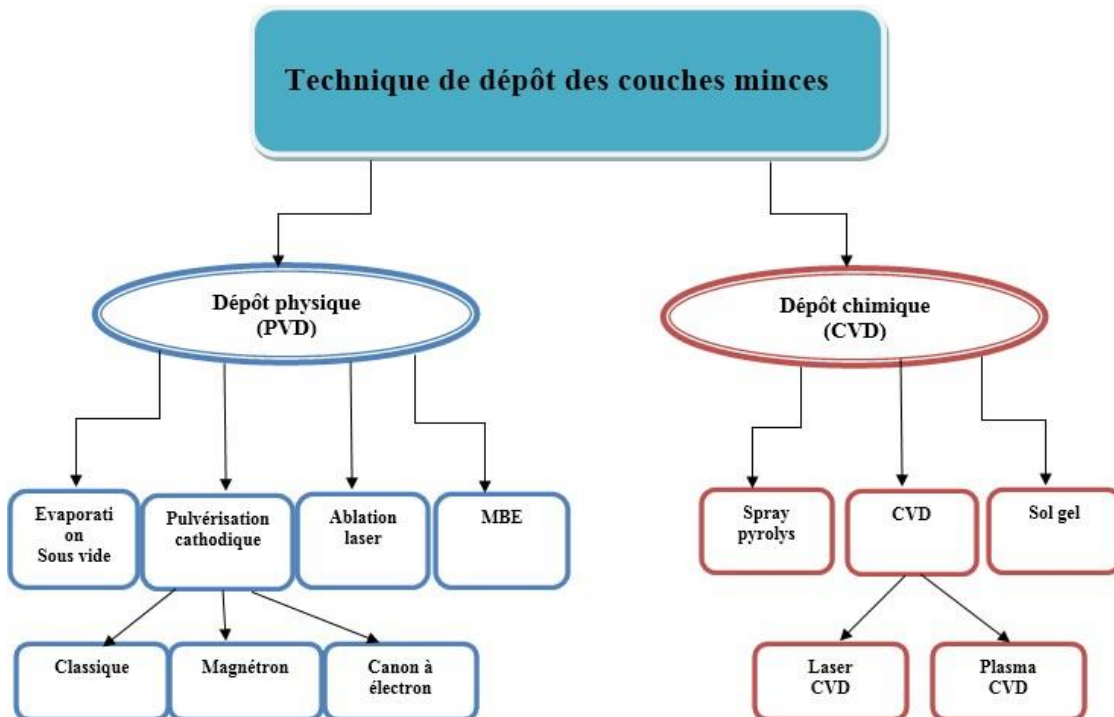 Technique de dépôt des couches minces
Dépôt physique
(PVD)
Dépôt chimique
(CVD)
Evaporati
on
Sous vide
Pulvérisation
cathodique
Ablation
laser
MBE
Spray
pyrolys
CVD
Sol gel
Classique
Magnétron
Canon à
électron
Laser
CVD
Plasma
CVD